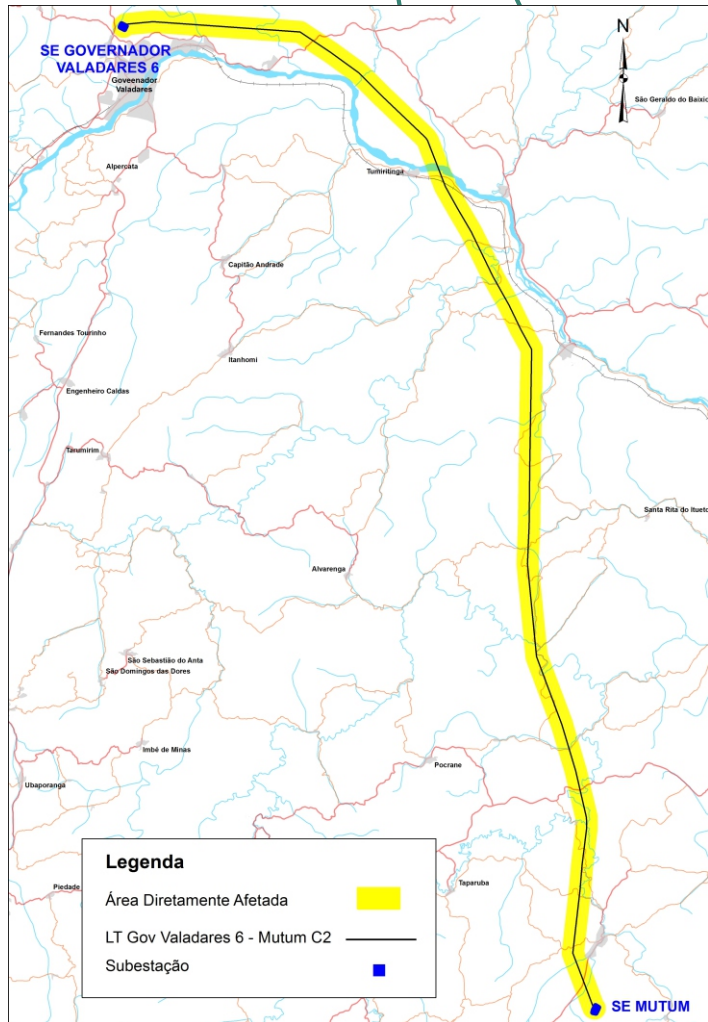 SE GOVERNADOR
VALADARES 6
Goveenador
Valadares
N
São Geraldo do Baixio
Alpercata
Tumiritinga
Capitão Andrade
Fernandes Tourinho
Itanhomi
Engenheiro Caldas
Tarumirim
Santa Rita do Itueto
Alvarenga
São Sebastião do Anta
São Domingos das Dores
Imbé de Minas
Pocrane
Ubaporanga
Piedade
Taparuba
Legenda
Área Diretamente Afetada
LT Gov Valadares 6 - Mutum C2
Subestação
SE MUTUM